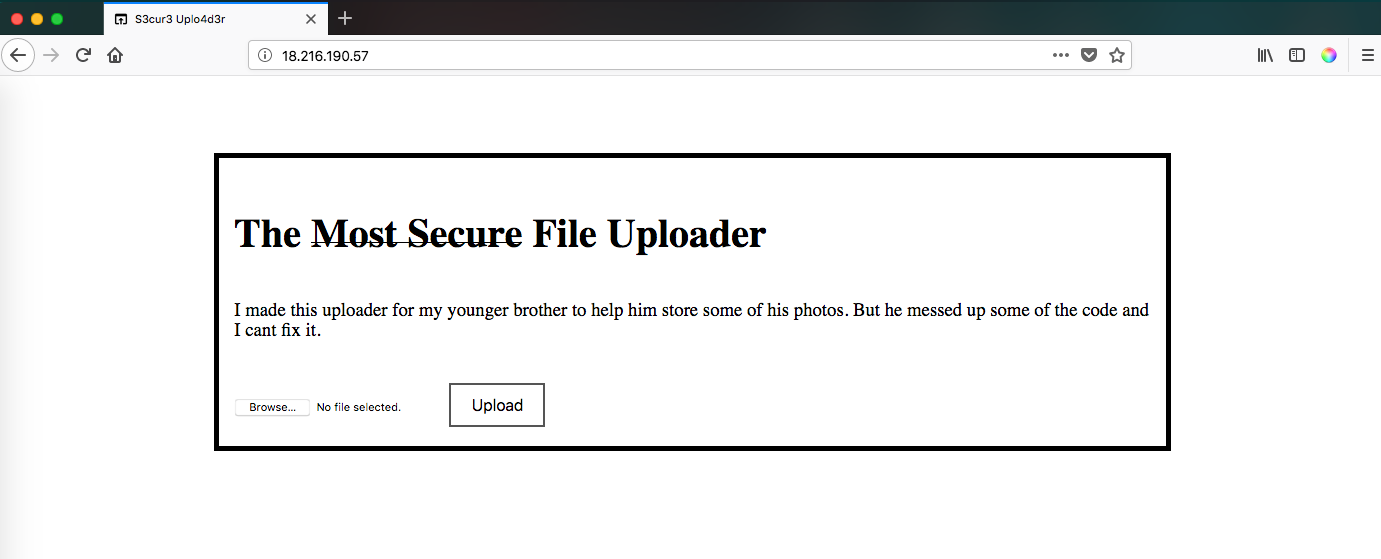 S3cur3 Uplo4d3r
18.216.190.57
The Most Secure File Uploader
I made this uploader for my younger brother to help him store some of his photos. But he messed up some of the code and
I cant fix it.
Browse... No file selected. Upload